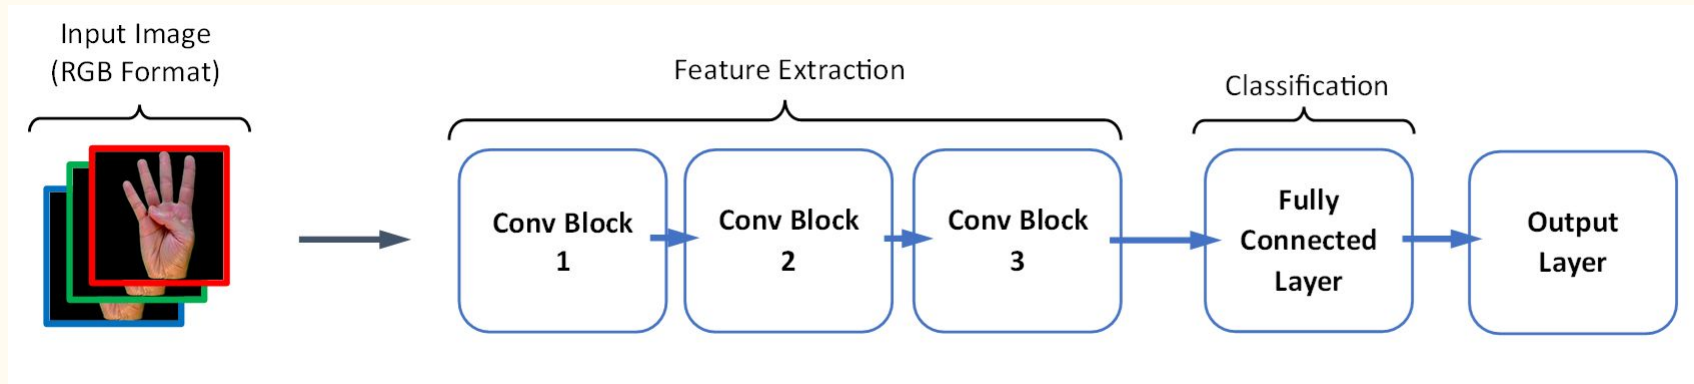 Input Image
(RGB Format)
Feature Extraction
Classification
Conv Block
1
Conv Block
2
Conv Block
3
Fully
Connected
Layer
Output
Layer